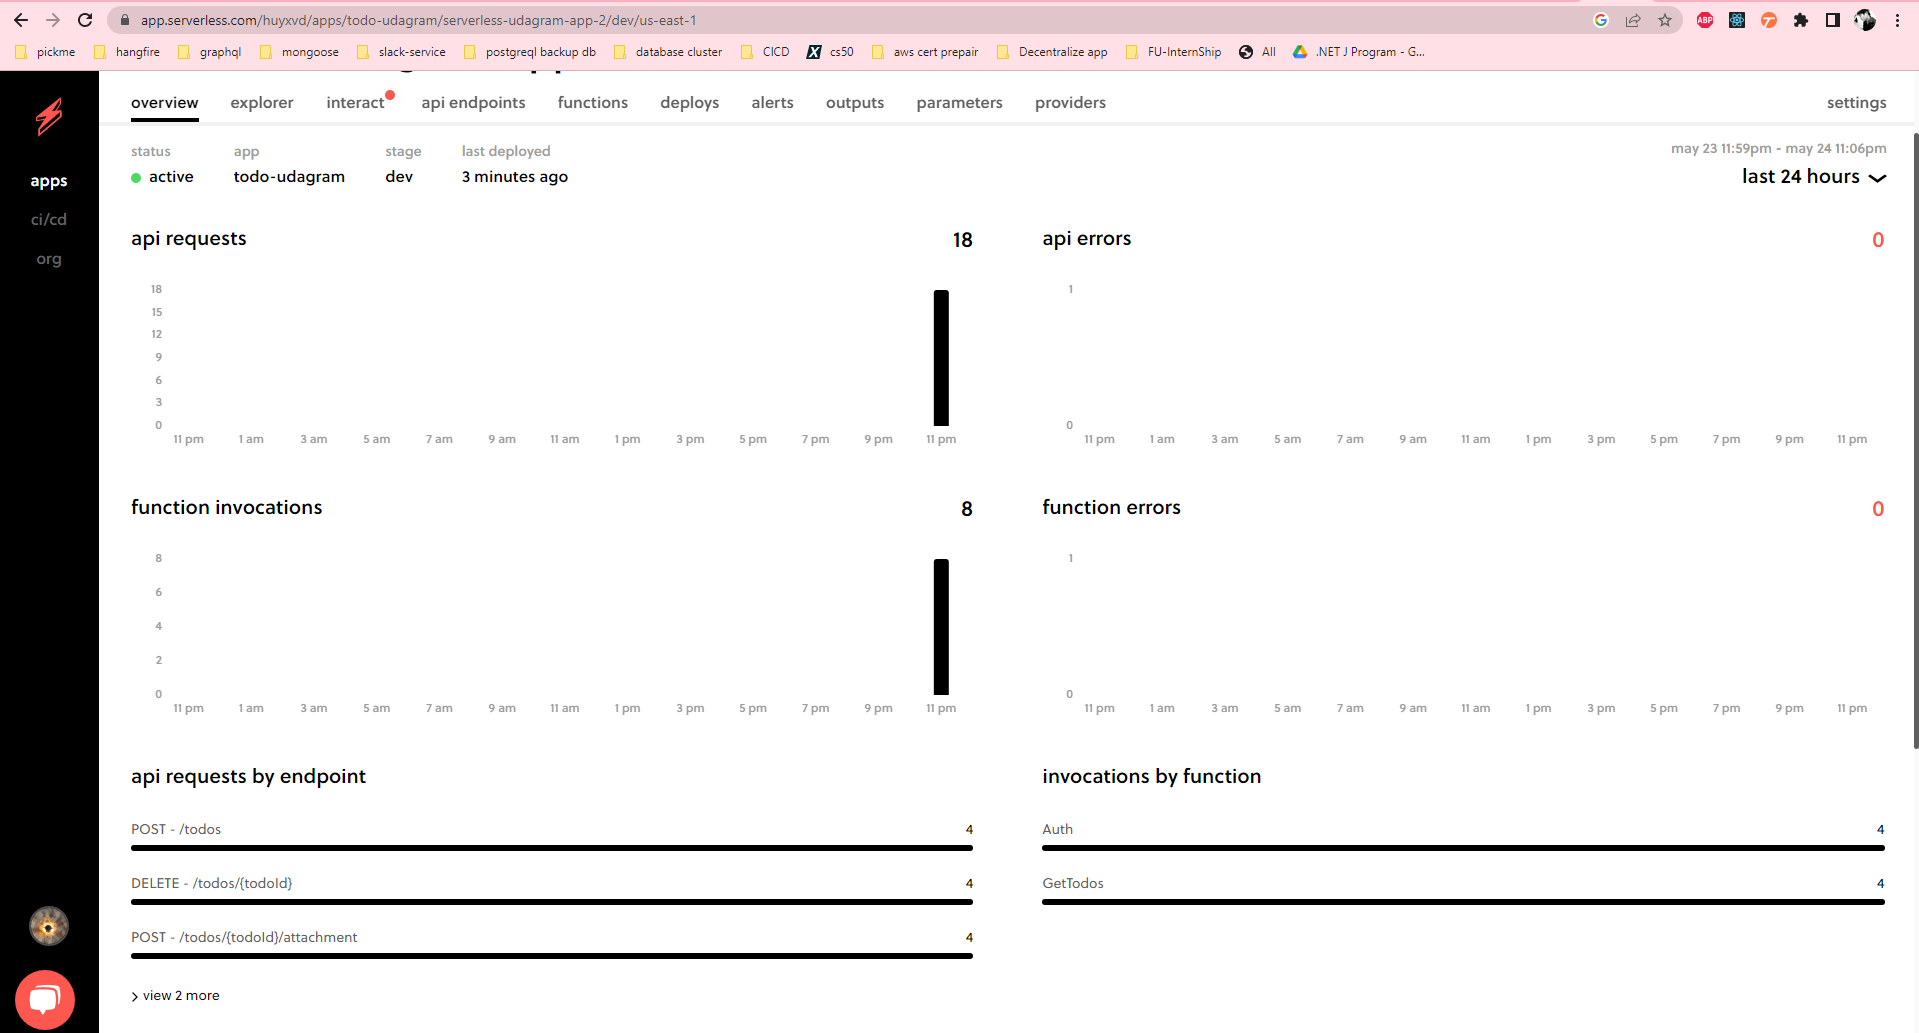 app.serverless.com/huyxvd/apps/todo-udagram/serverless-udagram-app-2/dev/us-east-1
ABP
pickme hangfire graphql mongoose slack-service postgreql backup db database cluster CICD cs50 aws cert prepair Decentralize app FU-InternShip All .NET J Program - G...
overview explorer interact api endpoints functions deploys alerts outputs parameters providers settings
apps
ci/cd
org
status app stage last deployed
active todo-udagram dev 3 minutes ago
may 23 11:59pm - may 24 11:06pm
last 24 hours
api requests 18
18
15
12
9
6
3
0
11 pm 1 am 3 am 5 am 7 am 9 am 11 am 1 pm 3 pm 5 pm 7 pm 9 pm 11 pm
api errors 0
1
0
11 pm 1 am 3 am 5 am 7 am 9 am 11 am 1 pm 3 pm 5 pm 7 pm 9 pm 11 pm
function invocations 8
8
6
4
2
0
11 pm 1 am 3 am 5 am 7 am 9 am 11 am 1 pm 3 pm 5 pm 7 pm 9 pm 11 pm
function errors 0
1
0
11 pm 1 am 3 am 5 am 7 am 9 am 11 am 1 pm 3 pm 5 pm 7 pm 9 pm 11 pm
api requests by endpoint
POST - /todos 4
DELETE - /todos/{todoId} 4
POST - /todos/{todoId}/attachment 4
view 2 more
invocations by function
Auth 4
GetTodos 4